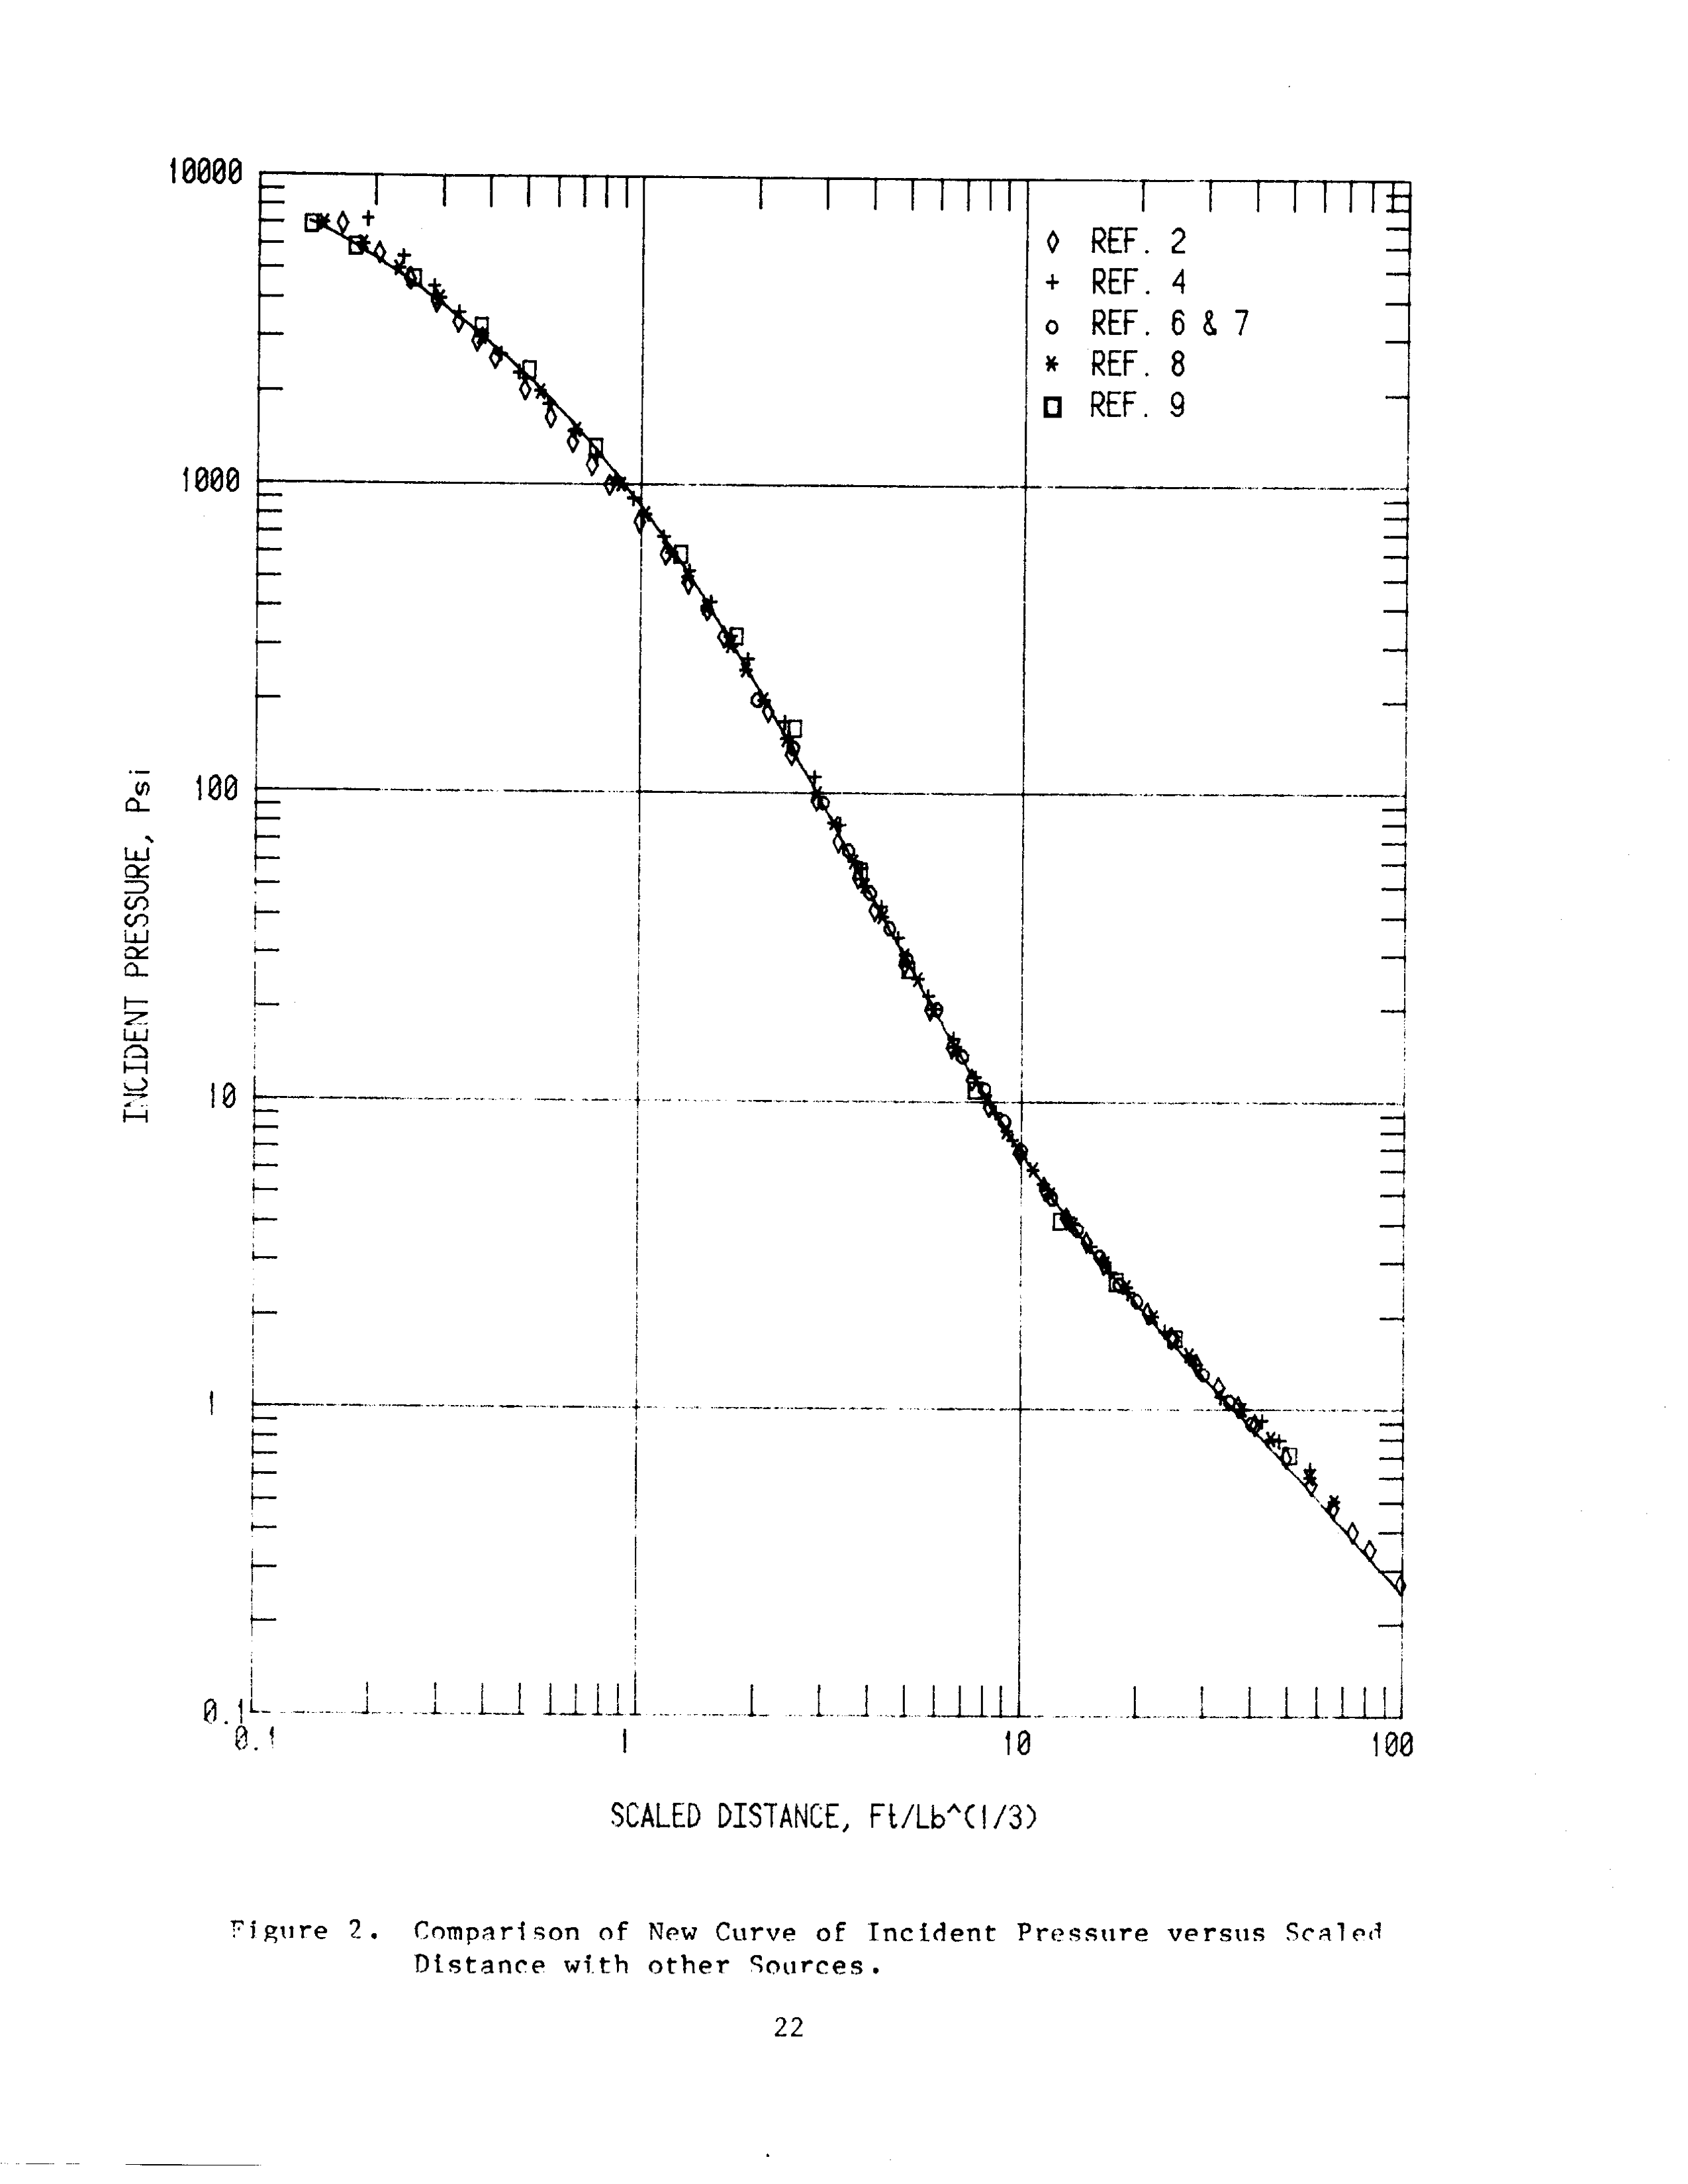 10000
1000
100
10
1
0.1
0.1
1
10
100
INCIDENT PRESSURE, Psi
◊ REF. 2
+ REF. 4
○ REF. 6 & 7
* REF. 8
□ REF. 9
SCALED DISTANCE, Ft/Lb^(1/3)
Figure 2. Comparison of New Curve of Incident Pressure versus Scaled
Distance with other Sources.
22